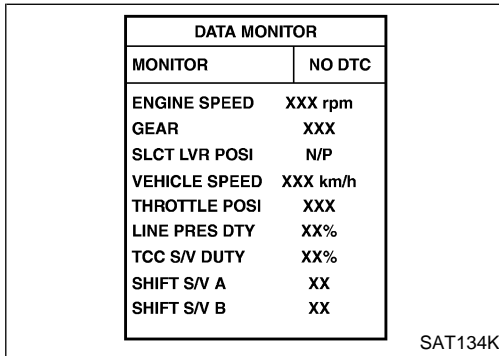 DATA MONITOR
MONITOR NO DTC
ENGINE SPEED XXX rpm
GEAR XXX
SLCT LVR POSI N/P
VEHICLE SPEED XXX km/h
THROTTLE POSI XXX
LINE PRES DTY XX%
TCC S/V DUTY XX%
SHIFT S/V A XX
SHIFT S/V B XX
SAT134K